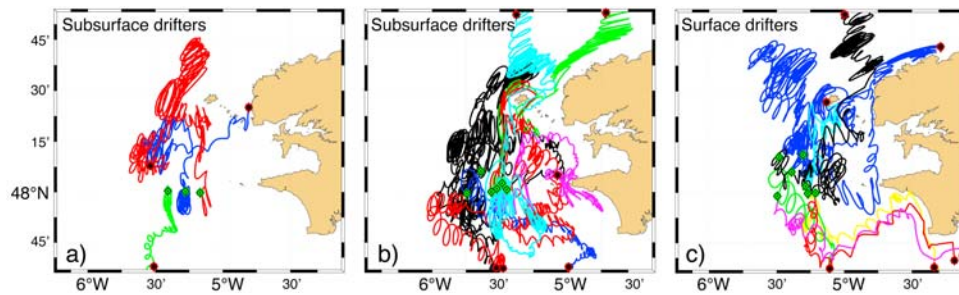 Subsurface drifters
Subsurface drifters
Surface drifters
45'
30'
15'
48°N
45'
a)
b)
c)
6°W 30' 5°W 30'
6°W 30' 5°W 30'
6°W 30' 5°W 30'